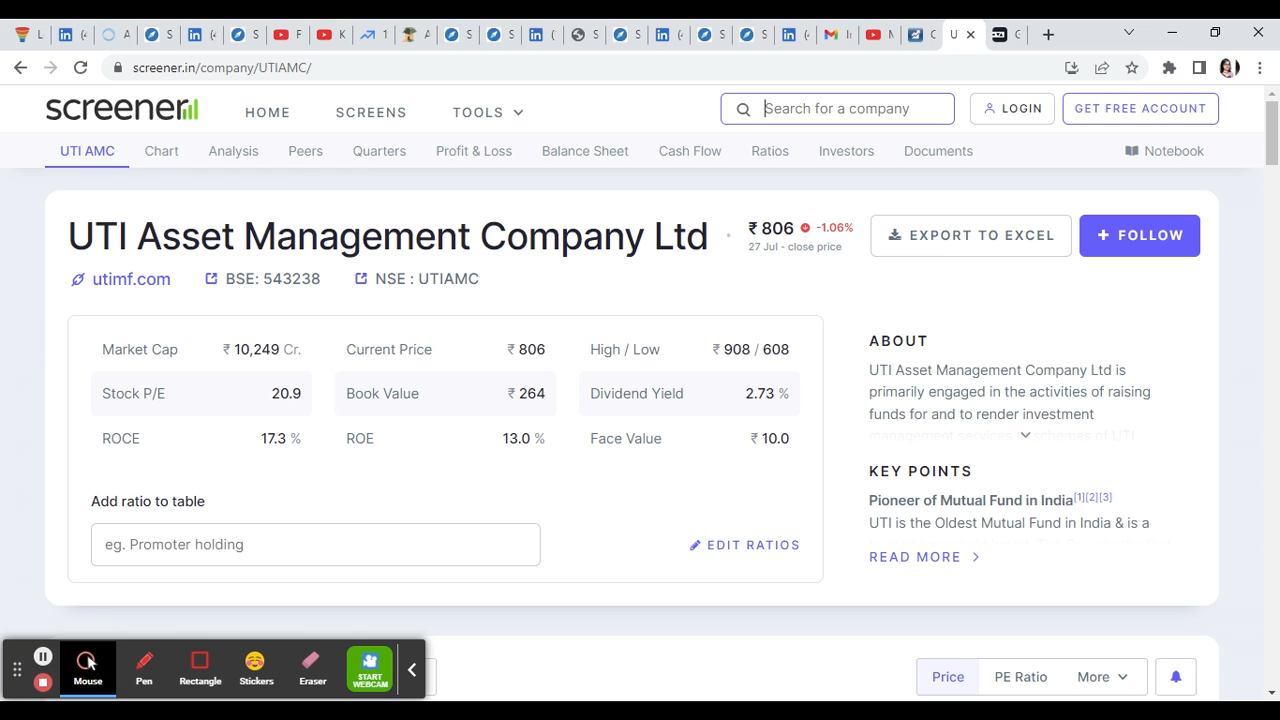 L
(
A
S
(
S
F
K
1
A
S
S
(
S
S
(
S
S
(
I
N
C
U
C
screener.in/company/UTIAMC/
screener
HOME
SCREENS
TOOLS
Search for a company
LOGIN
GET FREE ACCOUNT
UTI AMC
Chart
Analysis
Peers
Quarters
Profit & Loss
Balance Sheet
Cash Flow
Ratios
Investors
Documents
Notebook
UTI Asset Management Company Ltd
₹ 806 -1.06%
27 Jul - close price
EXPORT TO EXCEL
+ FOLLOW
utimf.com
BSE: 543238
NSE : UTIAMC
Market Cap ₹ 10,249 Cr.
Current Price ₹ 806
High / Low ₹ 908 / 608
Stock P/E 20.9
Book Value ₹ 264
Dividend Yield 2.73 %
ROCE 17.3 %
ROE 13.0 %
Face Value ₹ 10.0
Add ratio to table
eg. Promoter holding
EDIT RATIOS
ABOUT
UTI Asset Management Company Ltd is
primarily engaged in the activities of raising
funds for and to render investment
management services schemes of UTI
KEY POINTS
Pioneer of Mutual Fund in India[1][2][3]
UTI is the Oldest Mutual Fund in India & is a
READ MORE
Mouse
Pen
Rectangle
Stickers
Eraser
START
WEBCAM
Price
PE Ratio
More